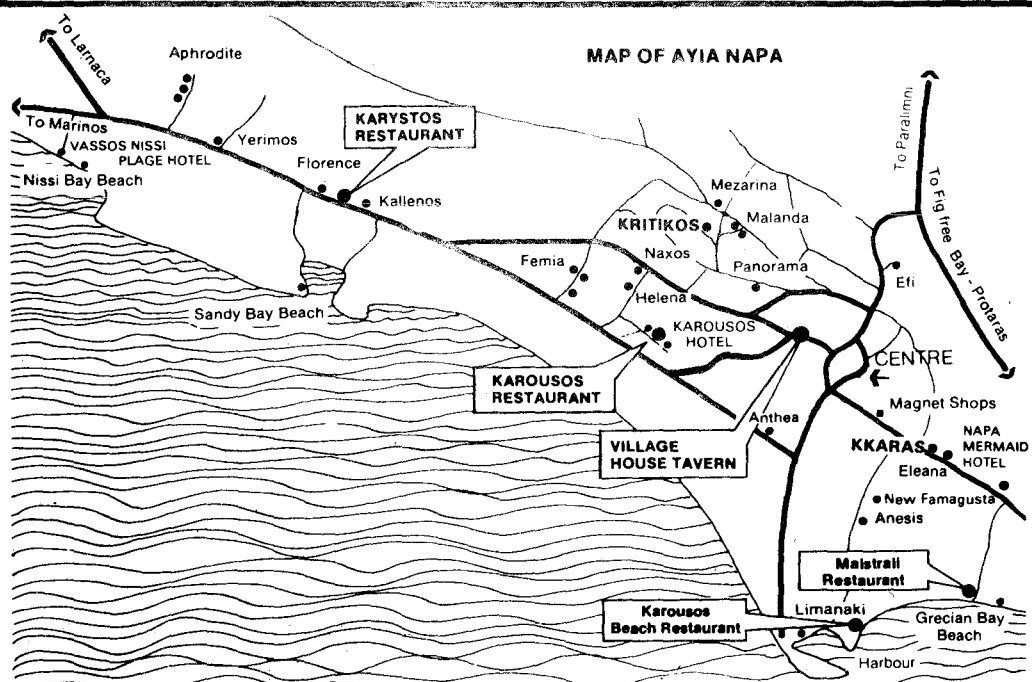 MAP OF AYIA NAPA
To Larnaca
Aphrodite
To Marinos
VASSOS NISSI
PLAGE HOTEL
Nissi Bay Beach
Yerimos
KARYSTOS
RESTAURANT
Florence
Kallenos
Sandy Bay Beach
To Paralimni
To Fig free Bay - Protaras
Mezarina
KRITIKOS
Malanda
Femia
Naxos
Panorama
Efi
Helena
KAROUSOS
HOTEL
CENTRE
KAROUSOS
RESTAURANT
Magnet Shops
Anthea
VILLAGE
HOUSE TAVERN
KKARAS
NAPA
MERMAID
HOTEL
Eleana
New Famagusta
Anesis
Maistrali
Restaurant
Karousos
Beach Restaurant
Limanaki
Grecian Bay
Beach
Harbour